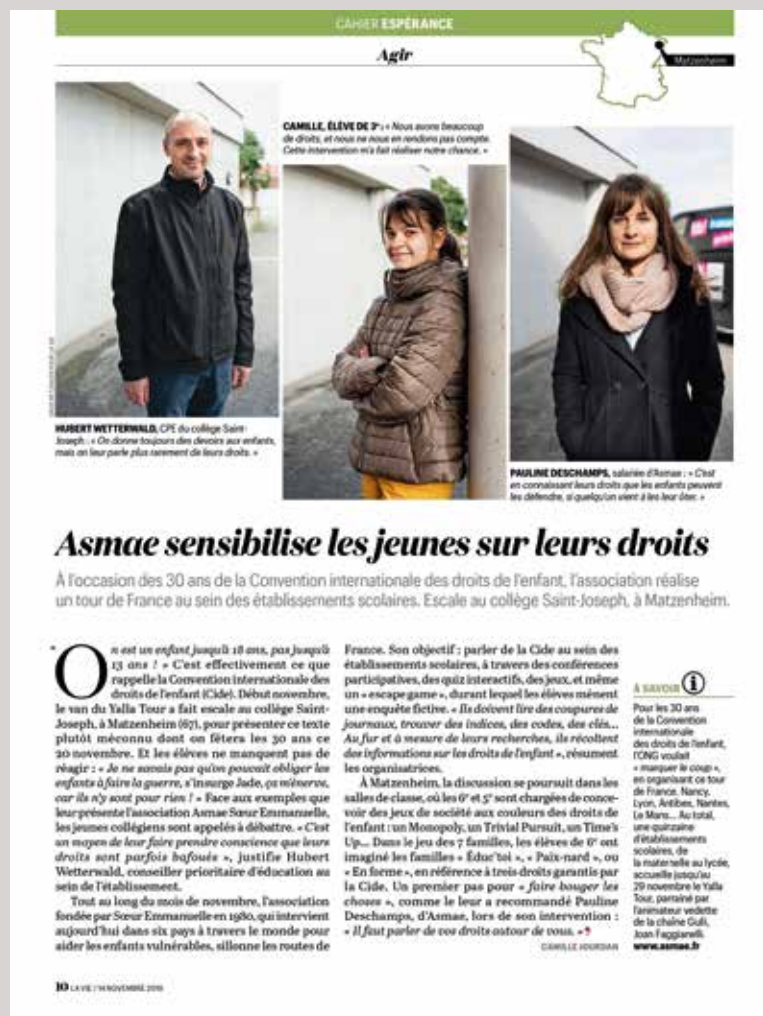 CAHIER ESPÉRANCE
Agir
Matzenheim
CAMILLE, ÉLÈVE DE 3e : « Nous avons beaucoup
de droits, et nous ne nous en rendons pas compte.
Cette intervention m'a fait réaliser notre chance. »
HUBERT WETTERWALD, CPE du collège Saint-
Joseph : « On donne toujours des devoirs aux enfants,
mais on leur parle plus rarement de leurs droits. »
PAULINE DESCHAMPS, salariée d'Asmae : « C'est
en connaissant leurs droits que les enfants peuvent
les défendre, si quelqu'un vient à les leur ôter. »
Asmae sensibilise les jeunes sur leurs droits
À l'occasion des 30 ans de la Convention internationale des droits de l'enfant, l'association réalise
un tour de France au sein des établissements scolaires. Escale au collège Saint-Joseph, à Matzenheim.
« On est un enfant jusqu'à 18 ans, pas jusqu'à
13 ans ! » C'est effectivement ce que
rappelle la Convention internationale des
droits de l'enfant (Cide). Début novembre,
le van du Yalla Tour a fait escale au collège Saint-
Joseph, à Matzenheim (67), pour présenter ce texte
plutôt méconnu dont on fêtera les 30 ans ce
20 novembre. Et les élèves ne manquent pas de
réagir : « Je ne savais pas qu'on pouvait obliger les
enfants à faire la guerre, s'insurge Jade, ça m'énerve,
car ils n'y sont pour rien ! » Face aux exemples que
leur présente l'association Asmae Sœur Emmanuelle,
les jeunes collégiens sont appelés à débattre. « C'est
un moyen de leur faire prendre conscience que leurs
droits sont parfois bafoués », justifie Hubert
Wetterwald, conseiller prioritaire d'éducation au
sein de l'établissement.
Tout au long du mois de novembre, l'association
fondée par Sœur Emmanuelle en 1980, qui intervient
aujourd'hui dans six pays à travers le monde pour
aider les enfants vulnérables, sillonne les routes de
France. Son objectif : parler de la Cide au sein des
établissements scolaires, à travers des conférences
participatives, des quiz interactifs, des jeux, et même
un « escape game », durant lequel les élèves mènent
une enquête fictive. « Ils doivent lire des coupures de
journaux, trouver des indices, des codes, des clés...
Au fur et à mesure de leurs recherches, ils récoltent
des informations sur les droits de l'enfant », résument
les organisatrices.
À Matzenheim, la discussion se poursuit dans les
salles de classe, où les 6e et 5e sont chargées de conce-
voir des jeux de société aux couleurs des droits de
l'enfant : un Monopoly, un Trivial Pursuit, un Time's
Up... Dans le jeu des 7 familles, les élèves de 6e ont
imaginé les familles « Éduc'toi », « Paix-nard », ou
« En forme », en référence à trois droits garantis par
la Cide. Un premier pas pour « faire bouger les
choses », comme le leur a recommandé Pauline
Deschamps, d'Asmae, lors de son intervention :
« Il faut parler de vos droits autour de vous. »
CAMILLE JOURDAN
À SAVOIR
Pour les 30 ans
de la Convention
internationale
des droits de l'enfant,
l'ONG voulait
« marquer le coup »,
en organisant ce tour
de France. Nancy,
Lyon, Antibes, Nantes,
Le Mans... Au total,
une quinzaine
d'établissements
scolaires, de
la maternelle au lycée,
accueille jusqu'au
29 novembre le Yalla
Tour, parrainé par
l'animateur vedette
de la chaîne Gulli,
Joan Faggianelli.
www.asmae.fr
10 LA VIE / 14 NOVEMBRE 2019